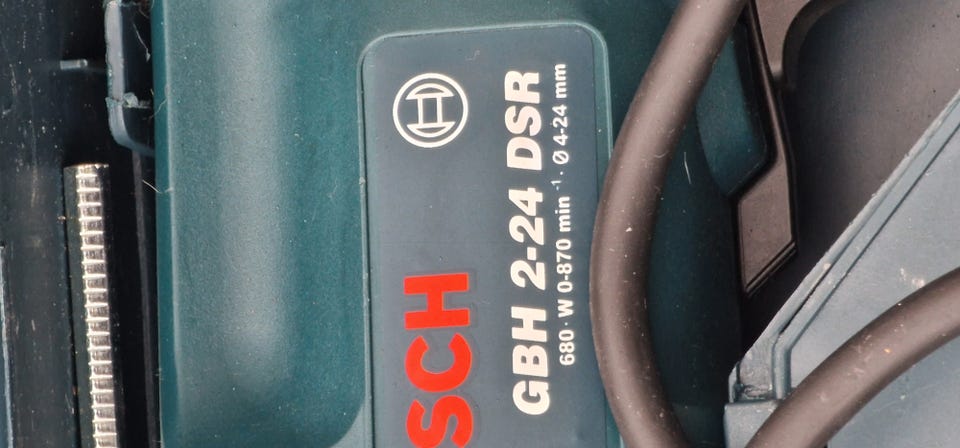 SCH
GBH 2-24 DSR
680 · W 0-870 min⁻¹ · Ø 4-24 mm